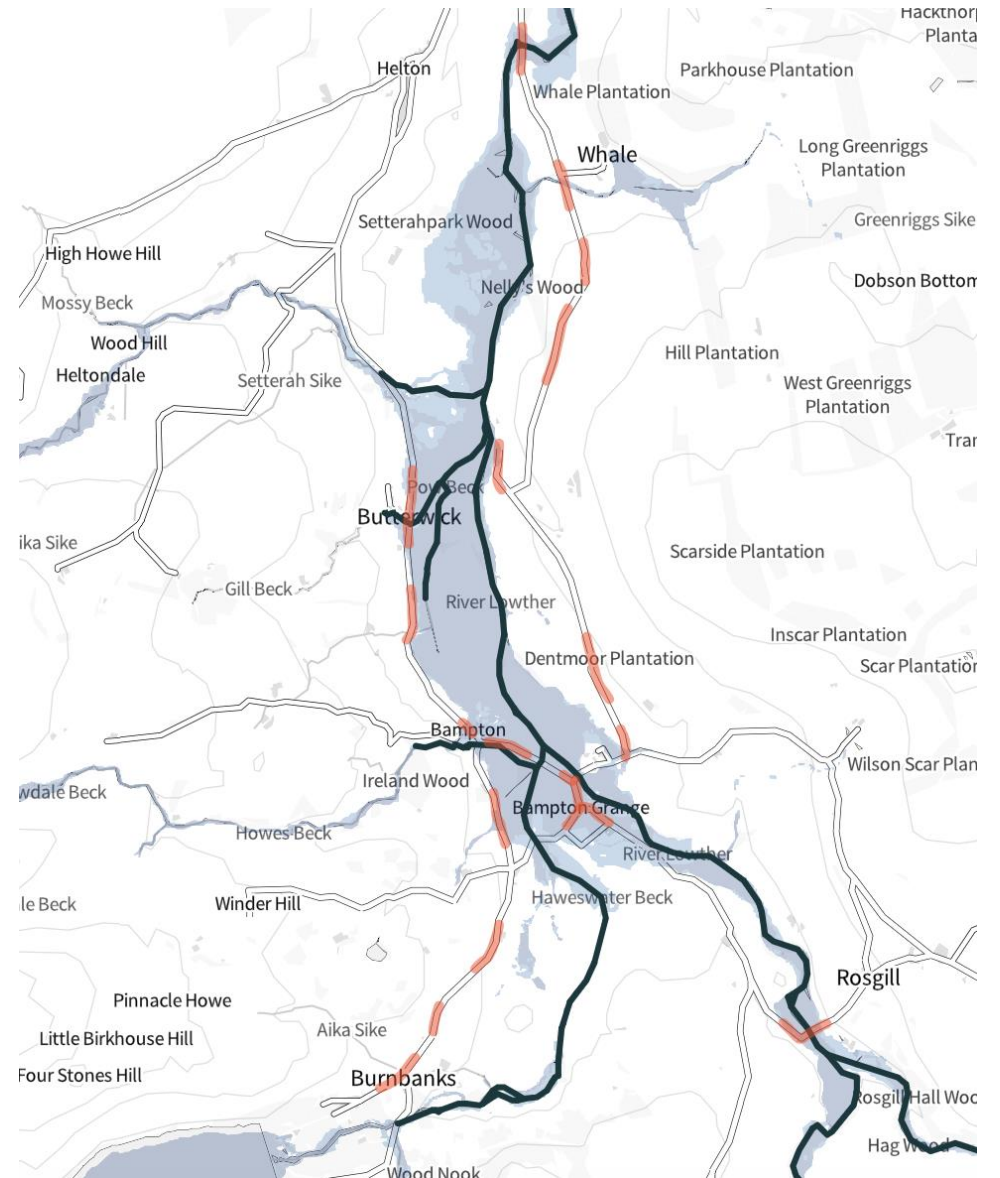 Hackthor
Planta
Helton
Parkhouse Plantation
Whale Plantation
Whale
Long Greenriggs
Plantation
Setterahpark Wood
Greenriggs Sike
High Howe Hill
Nelly's Wood
Dobson Bottom
Mossy Beck
Wood Hill
Hill Plantation
Heltondale
Setterah Sike
West Greenriggs
Plantation
Tran
Pow Beck
Butterwick
ika Sike
Scarside Plantation
Gill Beck
River Lowther
Inscar Plantation
Dentmoor Plantation
Scar Plantation
Bampton
Wilson Scar Plan
Ireland Wood
wdale Beck
Bampton Grange
Howes Beck
River Lowther
le Beck
Winder Hill
Haweswater Beck
Rosgill
Pinnacle Howe
Aika Sike
Little Birkhouse Hill
Four Stones Hill
Burnbanks
Rosgill Hall Woo
Hag Wood
Wood Nook